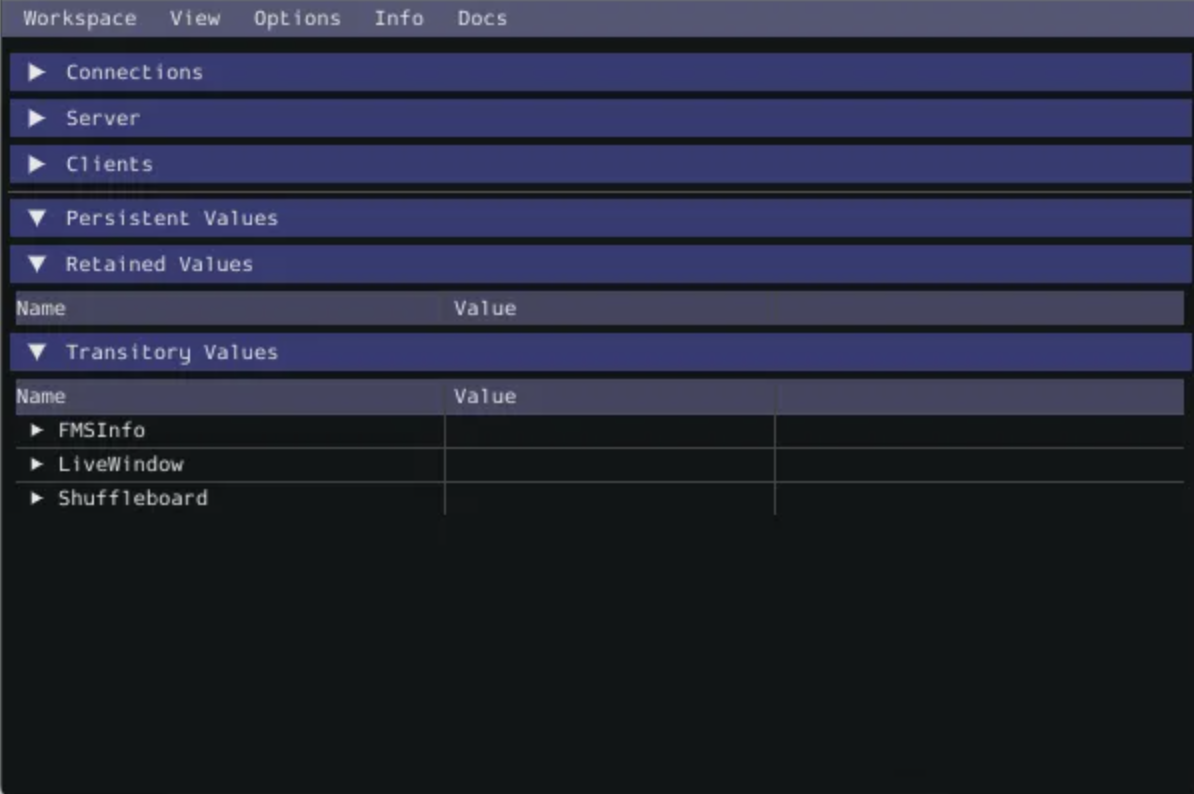 Workspace View Options Info Docs
Connections
Server
Clients
Persistent Values
Retained Values
Name Value
Transitory Values
Name Value
FMSInfo
LiveWindow
Shuffleboard